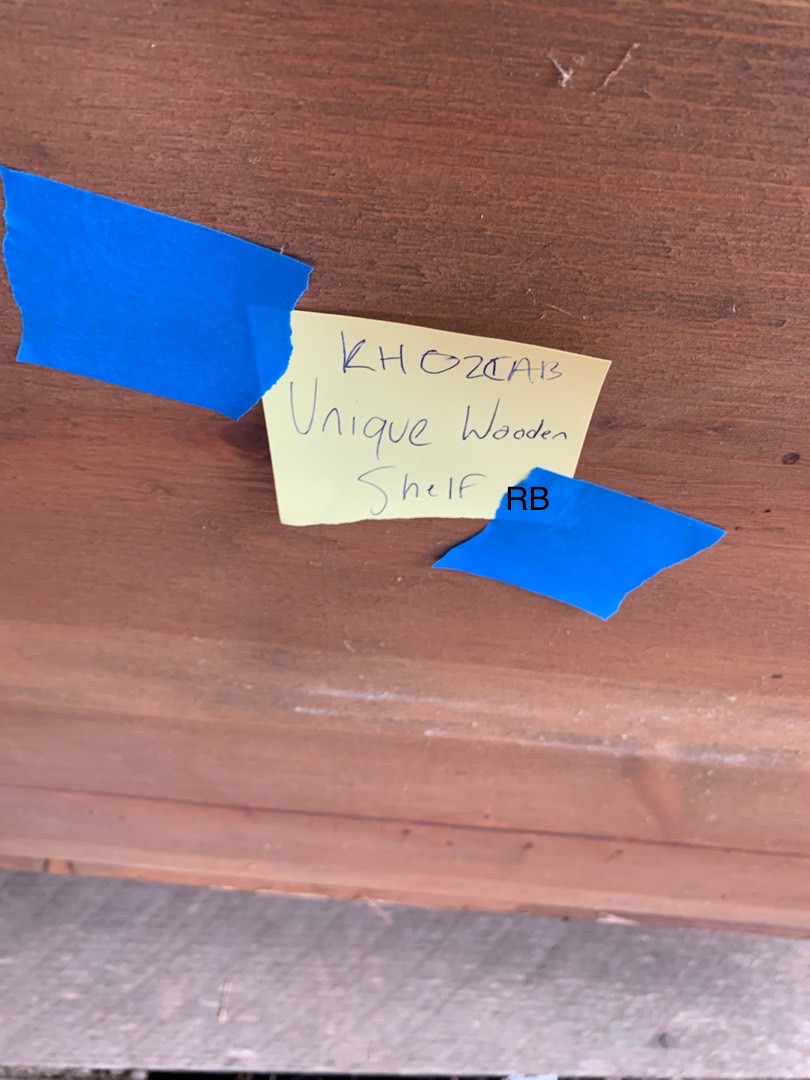 KH02CAB
Unique Wooden
Shelf
RB